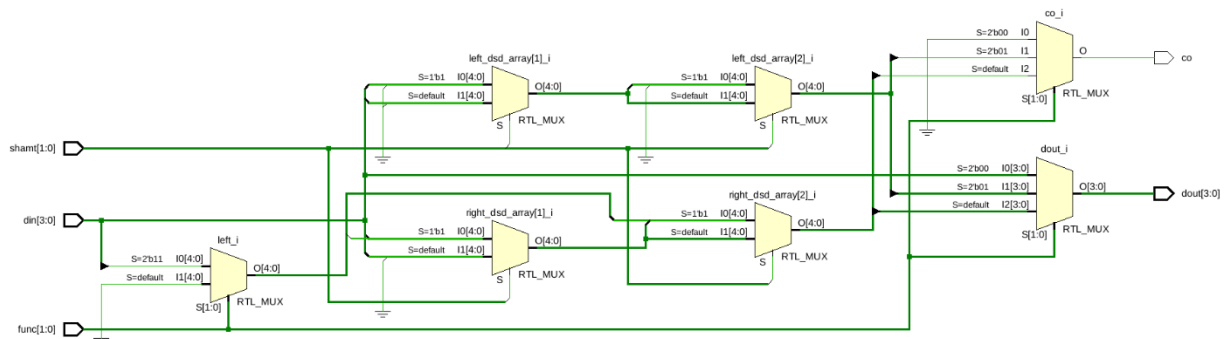 co_i
S=2'b00 I0
S=2'b01 I1 O co
S=default I2
S[1:0] RTL_MUX
left_dsd_array[1]_i left_dsd_array[2]_i
S=1'b1 I0[4:0] O[4:0] S=1'b1 I0[4:0] O[4:0]
S=default I1[4:0] S=default I1[4:0]
S RTL_MUX S RTL_MUX
shamt[1:0]
dout_i
S=2'b00 I0[3:0] O[3:0]
S=2'b01 I1[3:0] dout[3:0]
S=default I2[3:0]
S[1:0] RTL_MUX
right_dsd_array[1]_i right_dsd_array[2]_i
S=1'b1 I0[4:0] O[4:0] S=1'b1 I0[4:0] O[4:0]
S=default I1[4:0] S=default I1[4:0]
S RTL_MUX S RTL_MUX
din[3:0]
left_i
S=2'b11 I0[4:0] O[4:0]
S=default I1[4:0]
S[1:0] RTL_MUX
func[1:0]